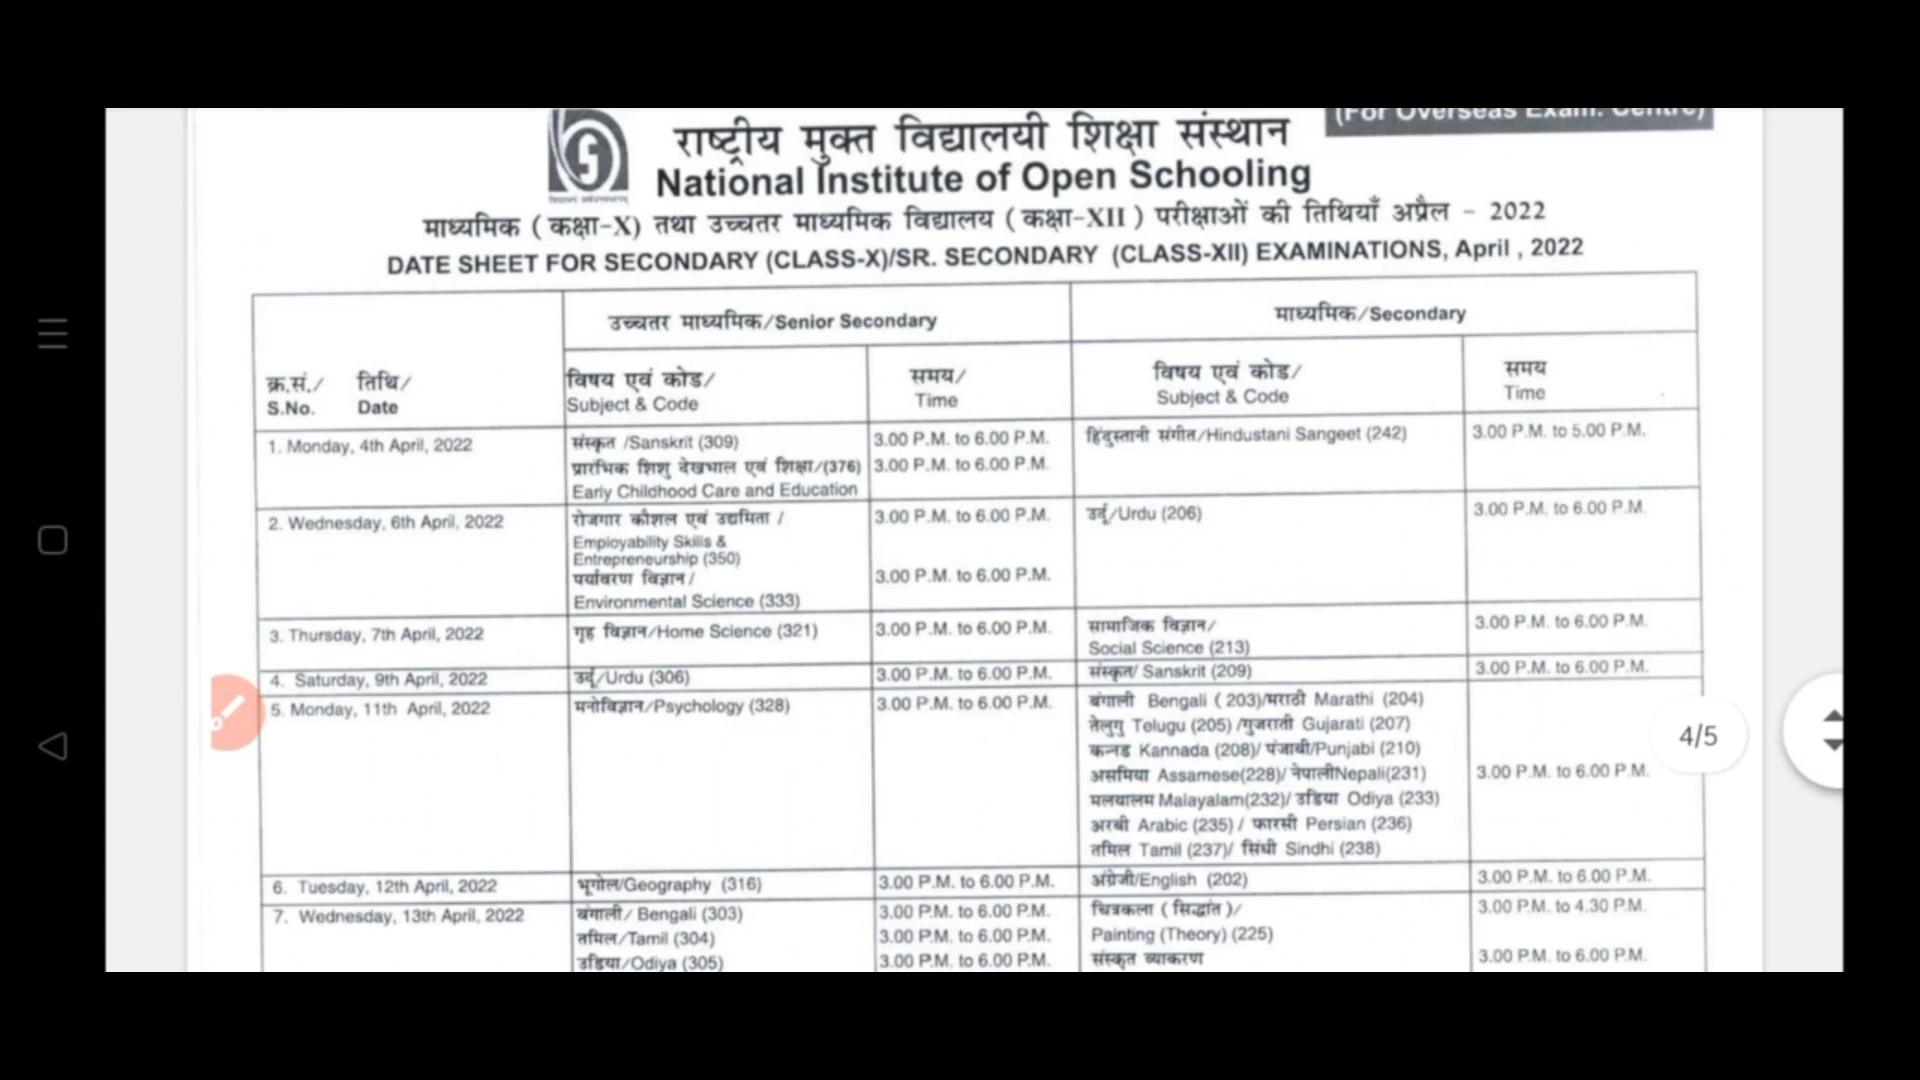 (For Overseas Exam. Centre)
राष्ट्रीय मुक्त विद्यालयी शिक्षा संस्थान
National Institute of Open Schooling
माध्यमिक ( कक्षा-X) तथा उच्चतर माध्यमिक विद्यालय ( कक्षा-XII ) परीक्षाओं की तिथियाँ अप्रैल - 2022
DATE SHEET FOR SECONDARY (CLASS-X)/SR. SECONDARY (CLASS-XII) EXAMINATIONS, April , 2022
उच्चतर माध्यमिक/Senior Secondary माध्यमिक/Secondary
क्र.सं./ तिथि/ विषय एवं कोड/ समय/ विषय एवं कोड/ समय
S.No. Date Subject & Code Time Subject & Code Time
1. Monday, 4th April, 2022 संस्कृत /Sanskrit (309) 3.00 P.M. to 6.00 P.M. हिंदुस्तानी संगीत/Hindustani Sangeet (242) 3.00 P.M. to 5.00 P.M.
प्रारंभिक शिशु देखभाल एवं शिक्षा/(376) 3.00 P.M. to 6.00 P.M.
Early Childhood Care and Education
2. Wednesday, 6th April, 2022 रोजगार कौशल एवं उद्यमिता / 3.00 P.M. to 6.00 P.M. उर्दू/Urdu (206) 3.00 P.M. to 6.00 P.M.
Employability Skills &
Entrepreneurship (350)
पर्यावरण विज्ञान/ 3.00 P.M. to 6.00 P.M.
Environmental Science (333)
3. Thursday, 7th April, 2022 गृह विज्ञान/Home Science (321) 3.00 P.M. to 6.00 P.M. सामाजिक विज्ञान/ 3.00 P.M. to 6.00 P.M.
Social Science (213)
4. Saturday, 9th April, 2022 उर्दू/Urdu (306) 3.00 P.M. to 6.00 P.M. संस्कृत/ Sanskrit (209) 3.00 P.M. to 6.00 P.M.
5. Monday, 11th April, 2022 मनोविज्ञान/Psychology (328) 3.00 P.M. to 6.00 P.M. बंगाली Bengali ( 203)/मराठी Marathi (204)
तेलुगु Telugu (205) /गुजराती Gujarati (207)
कन्नड Kannada (208)/ पंजाबी/Punjabi (210)
असमिया Assamese(228)/ नेपालीNepali(231) 3.00 P.M. to 6.00 P.M.
मलयालम Malayalam(232)/ उडिया Odiya (233)
अरबी Arabic (235) / फारसी Persian (236)
तमिल Tamil (237)/ सिंधी Sindhi (238)
6. Tuesday, 12th April, 2022 भूगोल/Geography (316) 3.00 P.M. to 6.00 P.M. अंग्रेजी/English (202) 3.00 P.M. to 6.00 P.M.
7. Wednesday, 13th April, 2022 बंगाली/ Bengali (303) 3.00 P.M. to 6.00 P.M. चित्रकला ( सिद्धांत )/ 3.00 P.M. to 4.30 P.M.
तमिल/Tamil (304) 3.00 P.M. to 6.00 P.M. Painting (Theory) (225)
उडिया/Odiya (305) 3.00 P.M. to 6.00 P.M. संस्कृत व्याकरण 3.00 P.M. to 6.00 P.M.
4/5